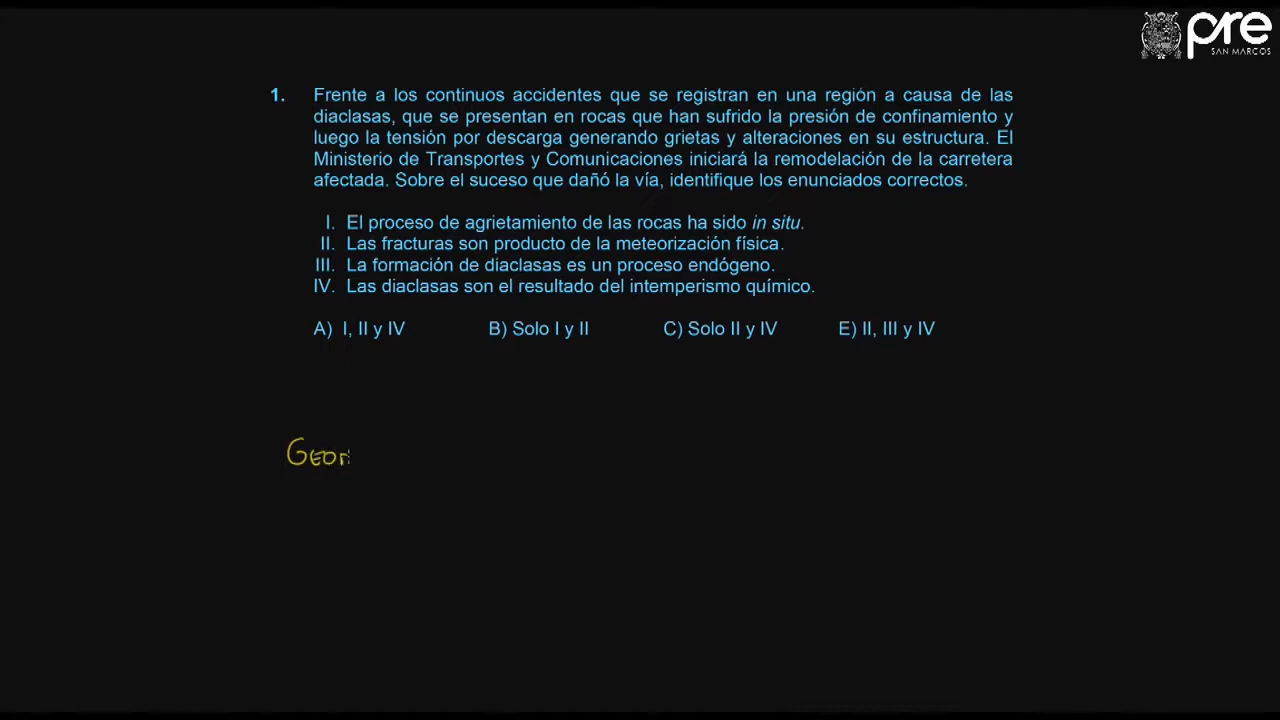 pre
SAN MARCOS
1. Frente a los continuos accidentes que se registran en una región a causa de las
diaclasas, que se presentan en rocas que han sufrido la presión de confinamiento y
luego la tensión por descarga generando grietas y alteraciones en su estructura. El
Ministerio de Transportes y Comunicaciones iniciará la remodelación de la carretera
afectada. Sobre el suceso que dañó la vía, identifique los enunciados correctos.
I. El proceso de agrietamiento de las rocas ha sido in situ.
II. Las fracturas son producto de la meteorización física.
III. La formación de diaclasas es un proceso endógeno.
IV. Las diaclasas son el resultado del intemperismo químico.
A) I, II y IV B) Solo I y II C) Solo II y IV E) II, III y IV